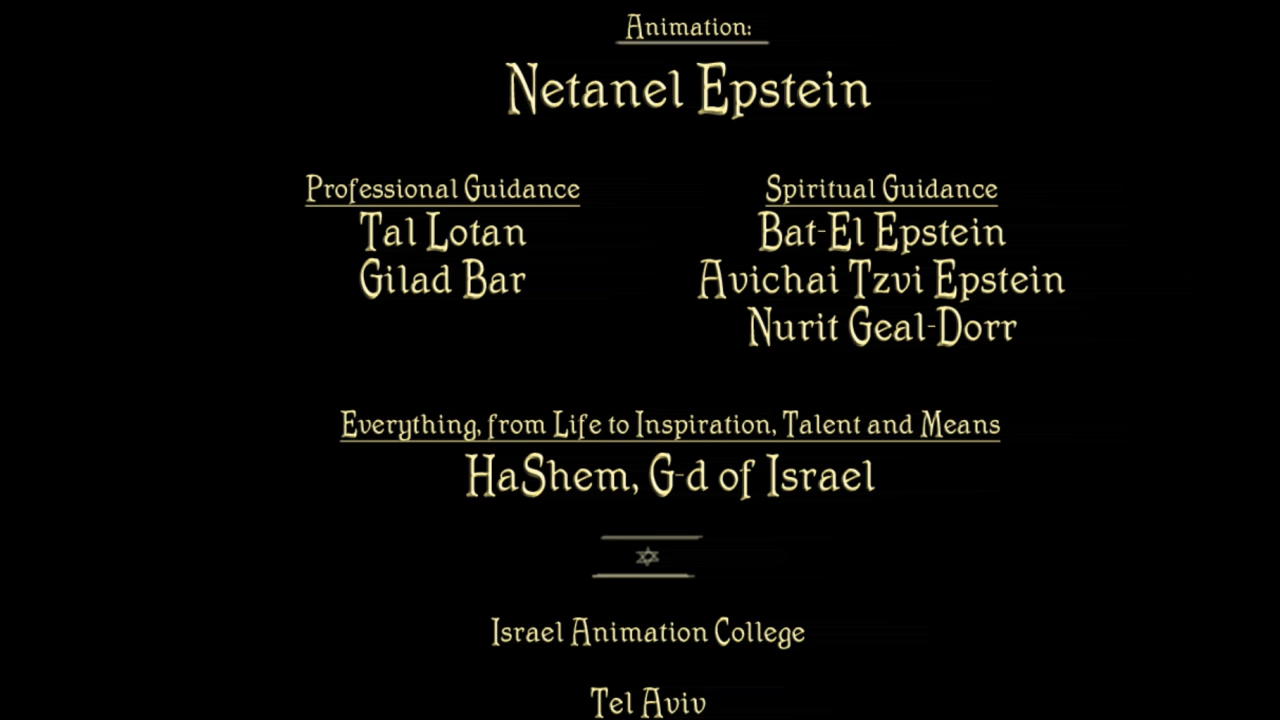 Animation:
Netanel Epstein
Professional Guidance
Tal Lotan
Gilad Bar
Spiritual Guidance
Bat-El Epstein
Avichai Tzvi Epstein
Nurit Geal-Dorr
Everything, from Life to Inspiration, Talent and Means
HaShem, G-d of Israel
Israel Animation College
Tel Aviv